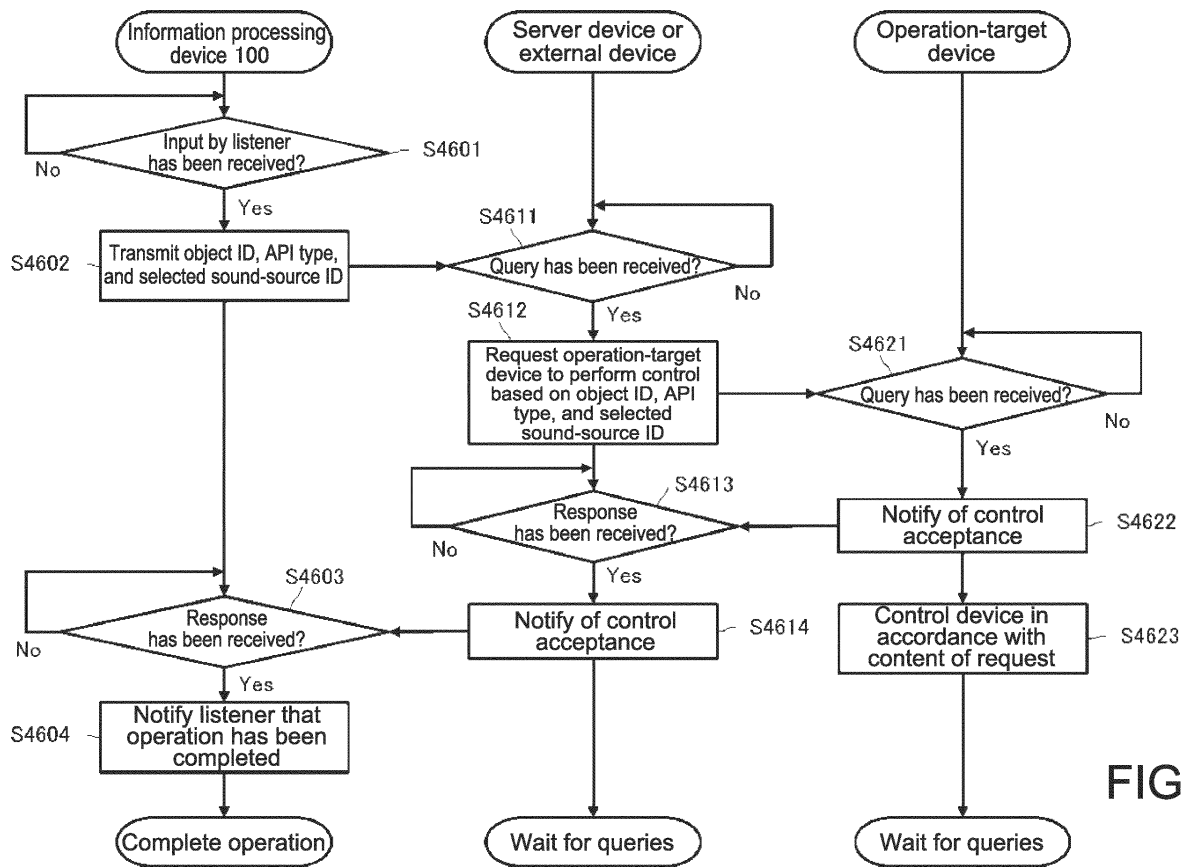 Information processing
device 100
Server device or
external device
Operation-target
device
Input by listener
has been received?
S4601
No
Yes
S4602
Transmit object ID, API type,
and selected sound-source ID
S4611
Query has been received?
No
Yes
S4612
Request operation-target
device to perform control
based on object ID, API
type, and selected
sound-source ID
S4621
Query has been received?
No
Yes
S4613
Response
has been received?
No
Yes
Notify of control
acceptance
S4622
S4603
Response
has been received?
No
Yes
Notify of control
acceptance
S4614
Control device in
accordance with
content of request
S4623
S4604
Notify listener that
operation has been
completed
FIG
Complete operation
Wait for queries
Wait for queries